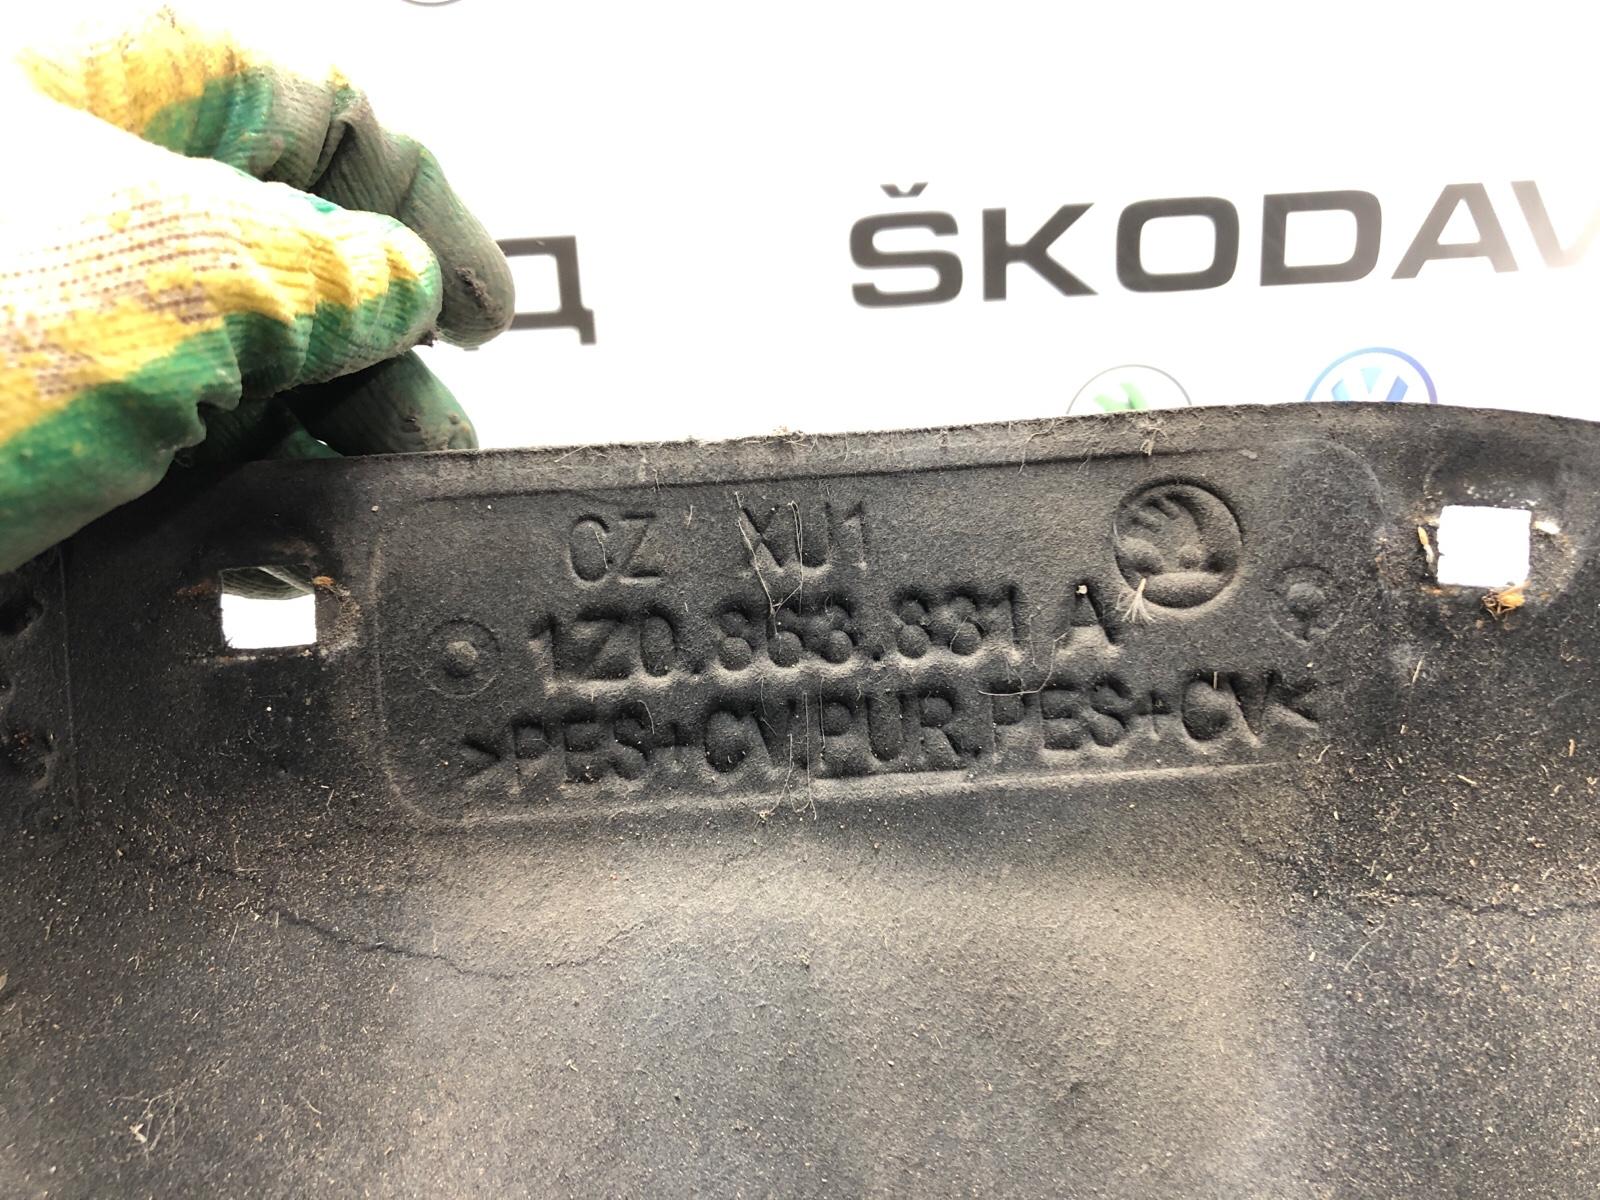 Д
ŠKODAV
CZ XU1
1Z0.863.831 A
>PES+CV.PUR.PES+CV<